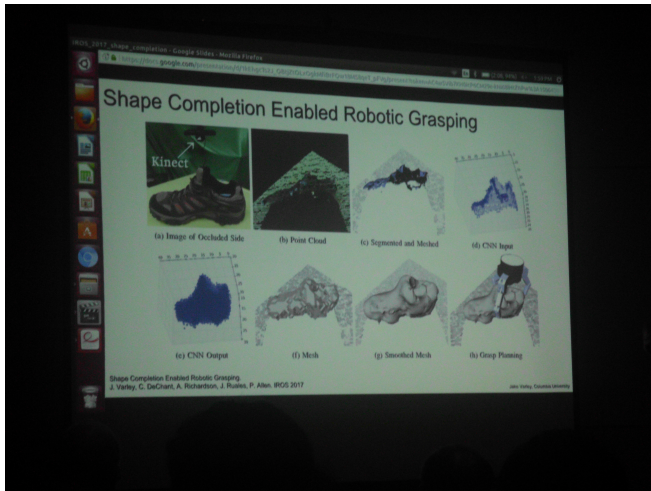 IROS_2017_shape_completion - Google Slides - Mozilla Firefox
Shape Completion Enabled Robotic Grasping
Kinect
(a) Image of Occluded Side
(b) Point Cloud
(c) Segmented and Meshed
(d) CNN Input
(e) CNN Output
(f) Mesh
(g) Smoothed Mesh
(h) Grasp Planning
Shape Completion Enabled Robotic Grasping.
J. Varley, C. DeChant, A. Richardson, J. Ruales, P. Allen. IROS 2017
Jake Varley, Columbia University